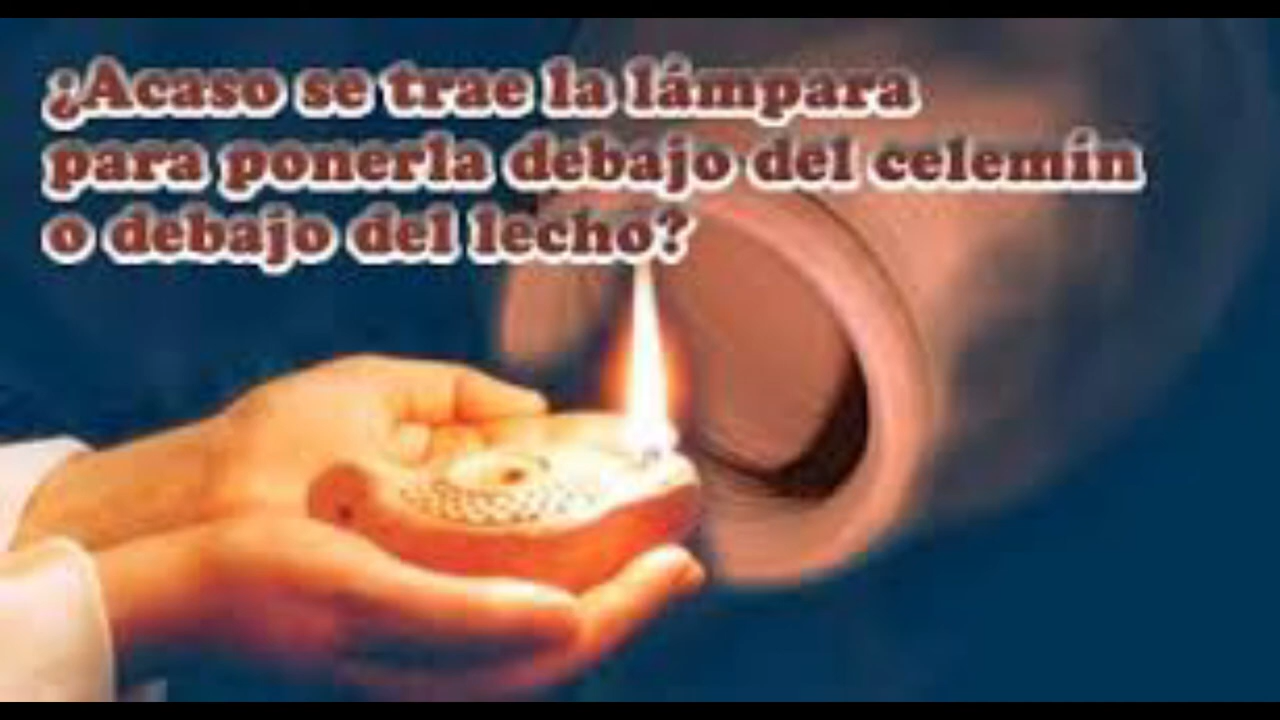 ¿Acaso se trae la lámpara
para ponerla debajo del celemín
o debajo del lecho?